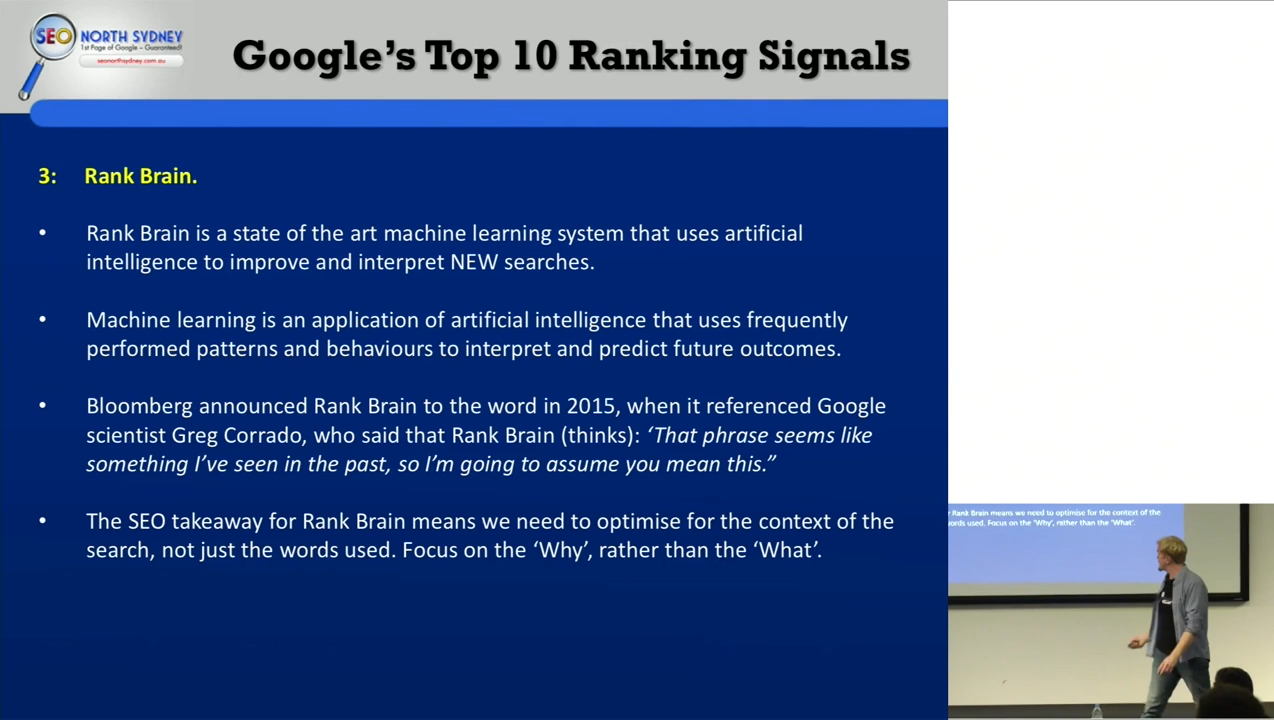 SEO NORTH SYDNEY
1st Page of Google – Guaranteed!
seonorthsydney.com.au
Google's Top 10 Ranking Signals
3: Rank Brain.
• Rank Brain is a state of the art machine learning system that uses artificial
intelligence to improve and interpret NEW searches.
• Machine learning is an application of artificial intelligence that uses frequently
performed patterns and behaviours to interpret and predict future outcomes.
• Bloomberg announced Rank Brain to the word in 2015, when it referenced Google
scientist Greg Corrado, who said that Rank Brain (thinks): ‘That phrase seems like
something I’ve seen in the past, so I’m going to assume you mean this.”
• The SEO takeaway for Rank Brain means we need to optimise for the context of the
search, not just the words used. Focus on the ‘Why’, rather than the ‘What’.
Rank Brain means we need to optimise for the context of the
ords used. Focus on the ‘Why’, rather than the ‘What’.